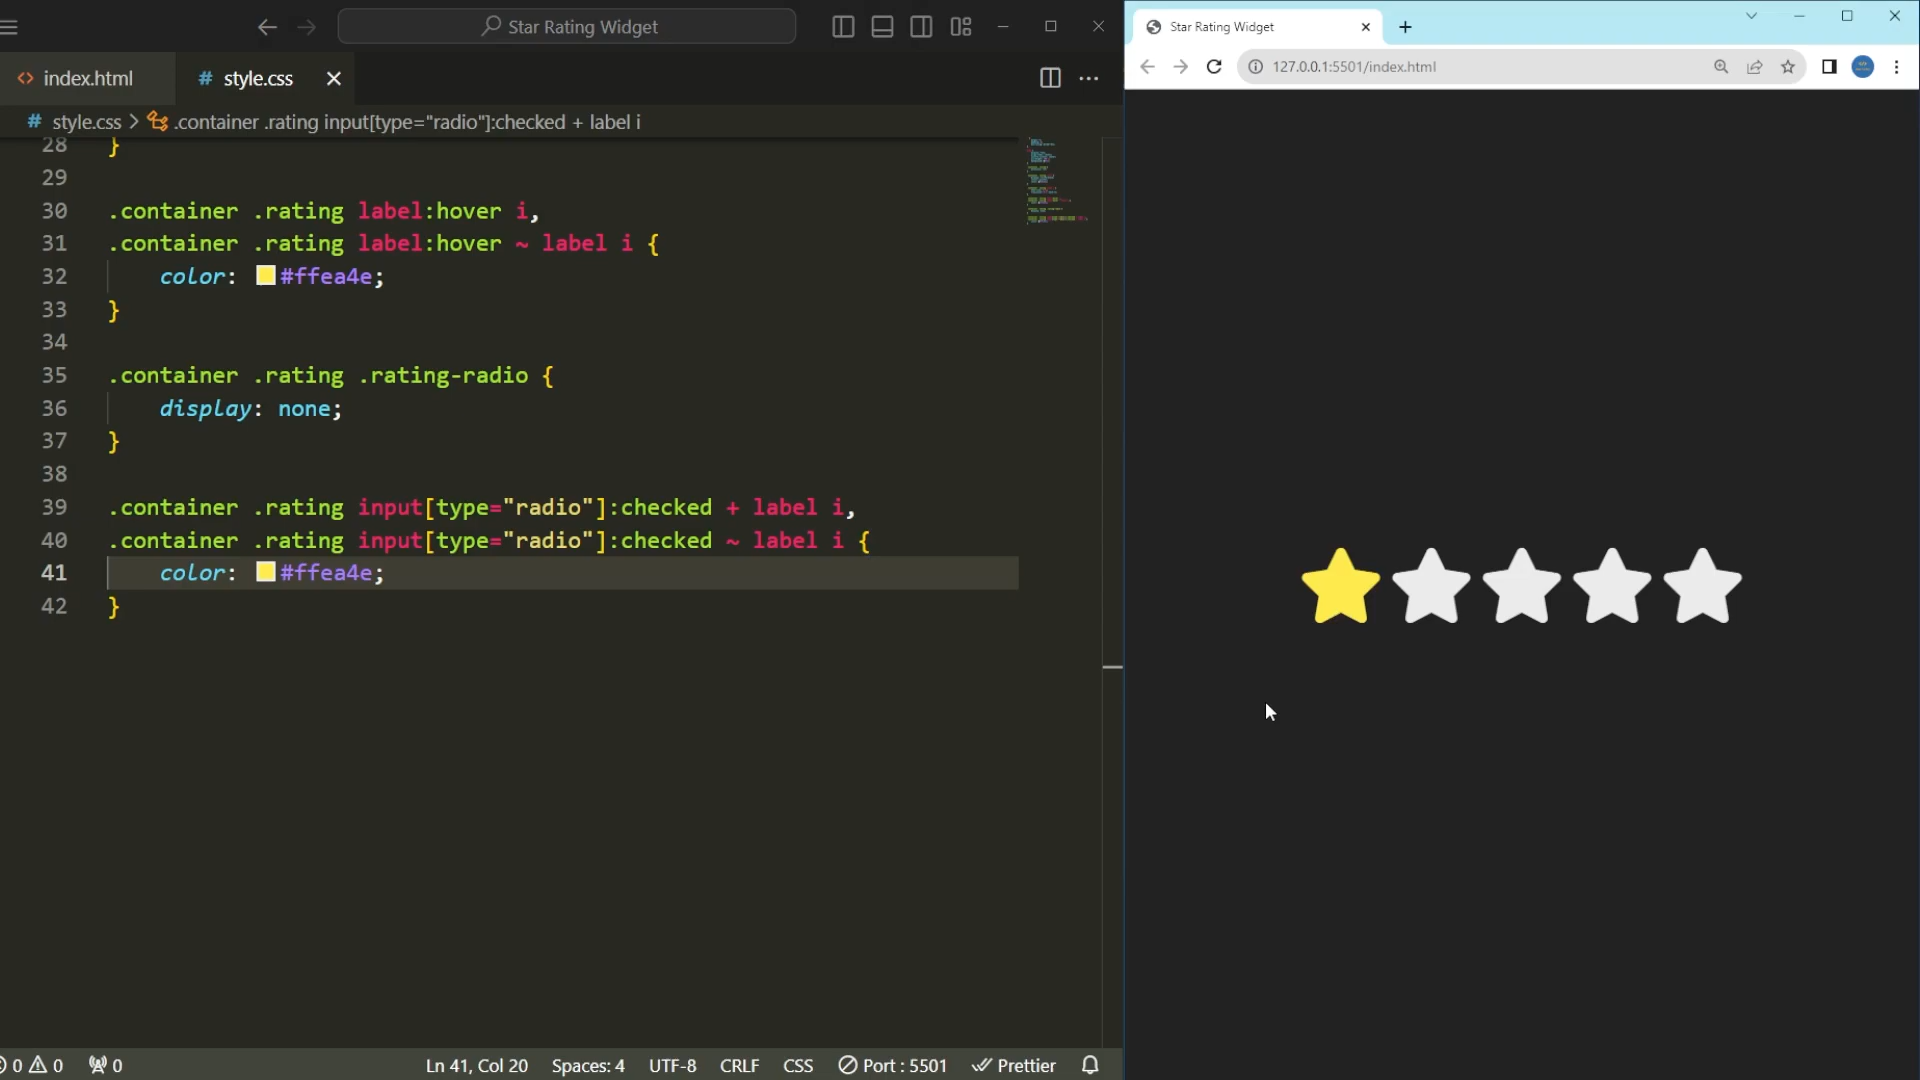 Star Rating Widget
index.html
# style.css
# style.css > .container .rating input[type="radio"]:checked + label i
28 }
29
30 .container .rating label:hover i,
31 .container .rating label:hover ~ label i {
32 color: #ffea4e;
33 }
34
35 .container .rating .rating-radio {
36 display: none;
37 }
38
39 .container .rating input[type="radio"]:checked + label i,
40 .container .rating input[type="radio"]:checked ~ label i {
41 color: #ffea4e;
42 }
0 0 0 Ln 41, Col 20 Spaces: 4 UTF-8 CRLF CSS Port : 5501 Prettier
Star Rating Widget
127.0.0.1:5501/index.html